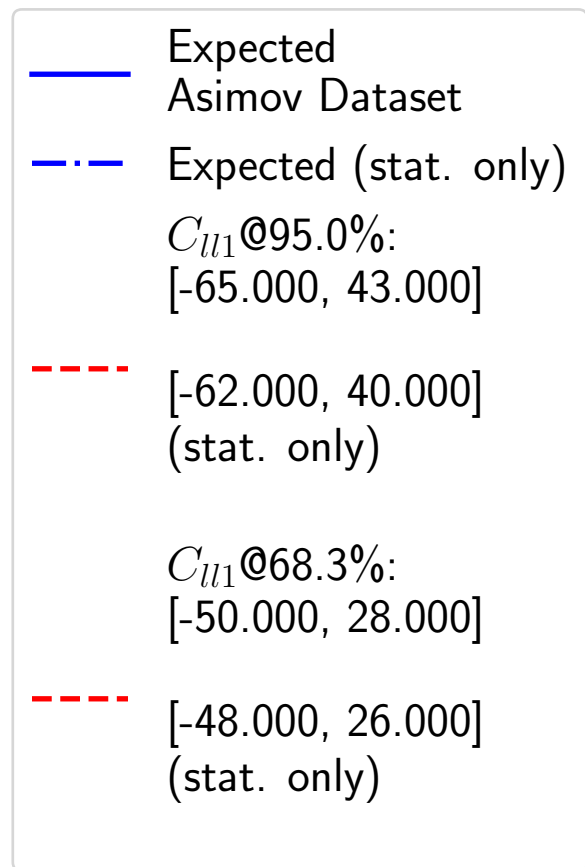 Expected
Asimov Dataset
Expected (stat. only)
$C_{ll1}$@95.0%:
[-65.000, 43.000]
[-62.000, 40.000]
(stat. only)
$C_{ll1}$@68.3%:
[-50.000, 28.000]
[-48.000, 26.000]
(stat. only)